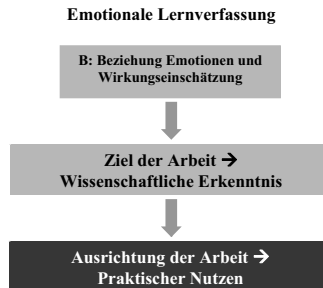 Emotionale Lernverfassung
B: Beziehung Emotionen und
Wirkungseinschätzung
Ziel der Arbeit →
Wissenschaftliche Erkenntnis
Ausrichtung der Arbeit →
Praktischer Nutzen